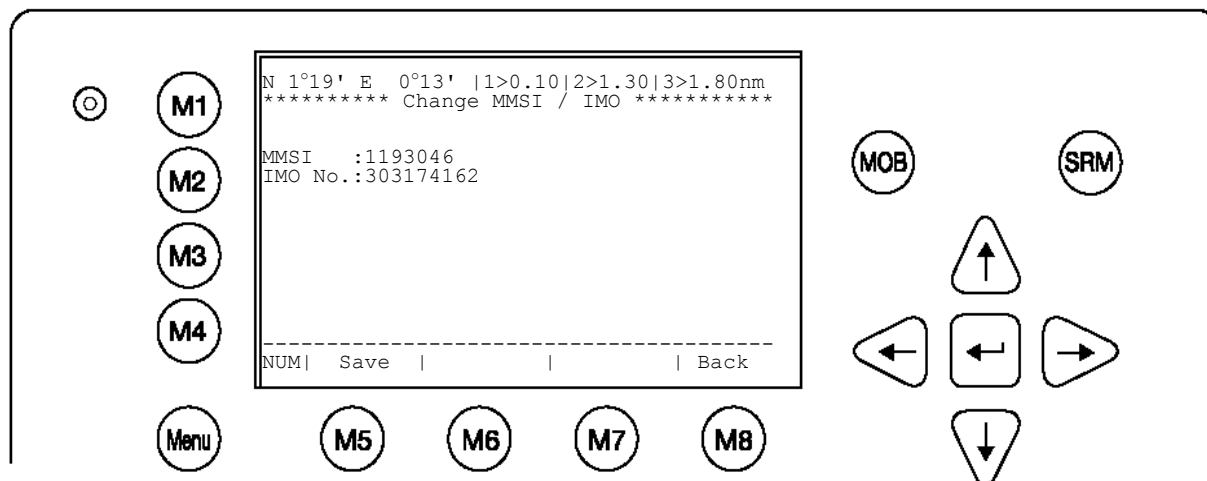 N 1°19' E  0°13' |1>0.10|2>1.30|3>1.80nm
********** Change MMSI / IMO ***********
MMSI   :1193046
IMO No.:303174162
----------------------------------------
NUM|  Save  |         |         | Back
M1
M2
M3
M4
Menu
M5 M6 M7 M8
MOB SRM